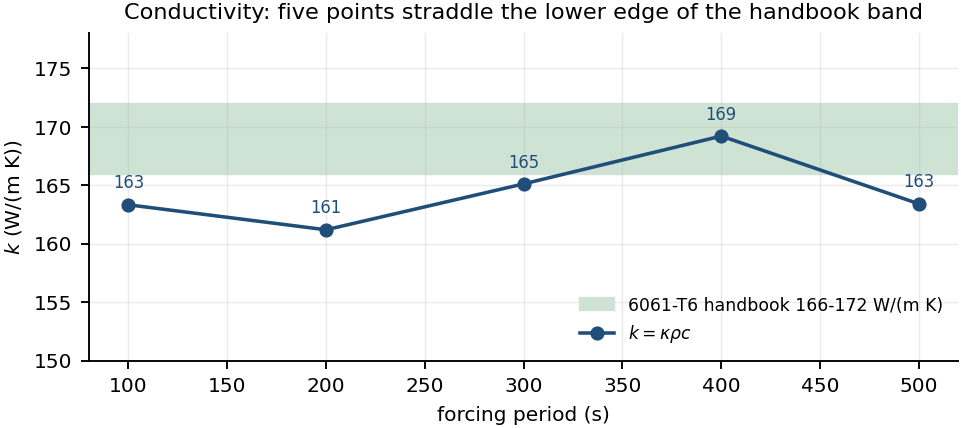 Conductivity: five points straddle the lower edge of the handbook band
k (W/(m K))
175
170
165
160
155
150
163
161
165
169
163
6061-T6 handbook 166-172 W/(m K)
k = κρc
100 150 200 250 300 350 400 450 500
forcing period (s)